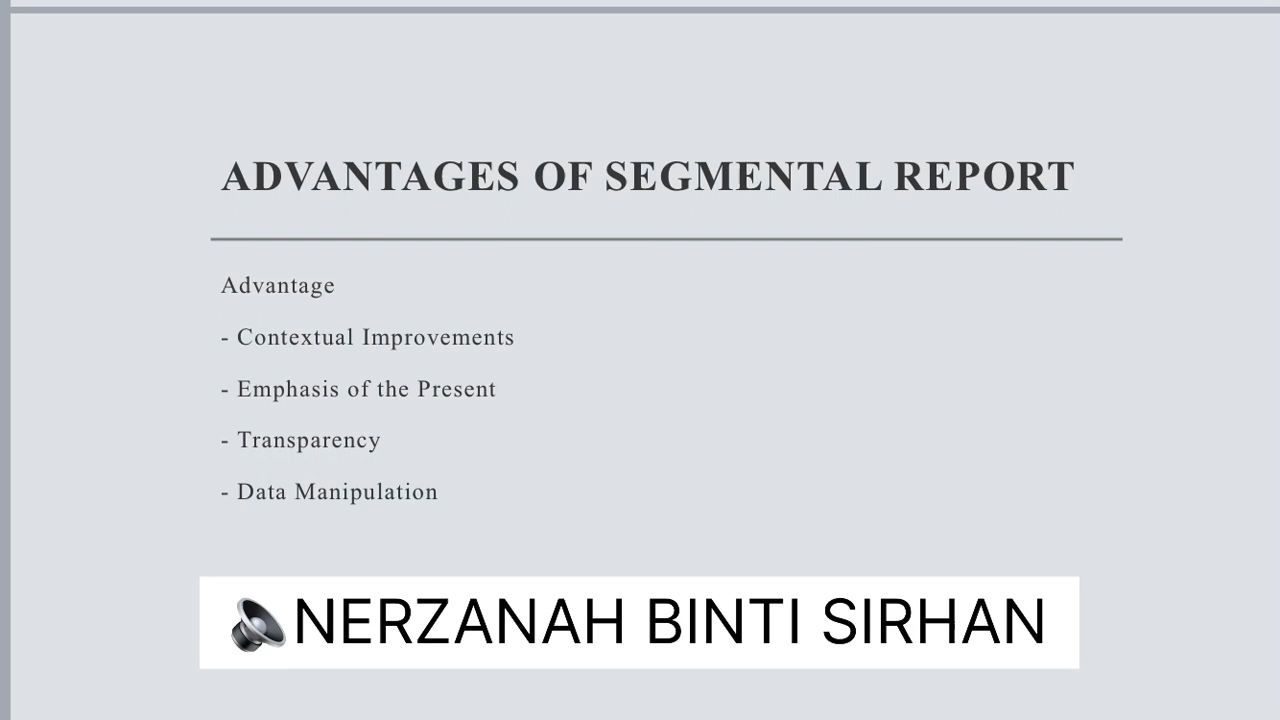 ADVANTAGES OF SEGMENTAL REPORT
Advantage
- Contextual Improvements
- Emphasis of the Present
- Transparency
- Data Manipulation
🔊NERZANAH BINTI SIRHAN